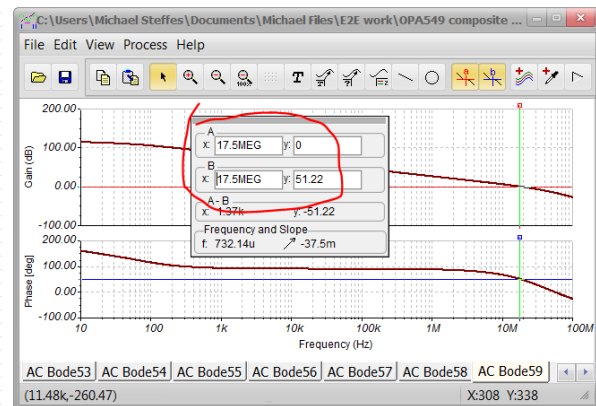 C:\Users\Michael Steffes\Documents\Michael Files\E2E work\OPA549 composite ...
File Edit View Process Help
100%
T
a
b
200.00
100.00
0.00
-100.00
Gain (dB)
A
x: 17.5MEG y: 0
B
x: 17.5MEG y: 51.22
A - B
x: 1.37k y: -51.22
Frequency and Slope
f: 732.14u -37.5m
200.00
100.00
0.00
-100.00
Phase [deg]
10 100 1k 10k 100k 1M 10M 100M
Frequency (Hz)
AC Bode53 AC Bode54 AC Bode55 AC Bode56 AC Bode57 AC Bode58 AC Bode59
(11.48k,-260.47) X:308 Y:338